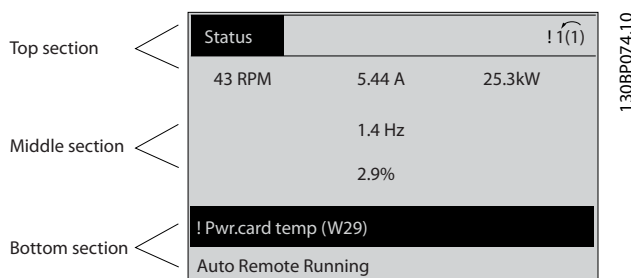 Top section
Status
! 1(1)
43 RPM 5.44 A 25.3kW
Middle section
1.4 Hz
2.9%
! Pwr.card temp (W29)
Bottom section
Auto Remote Running
130BP074.10